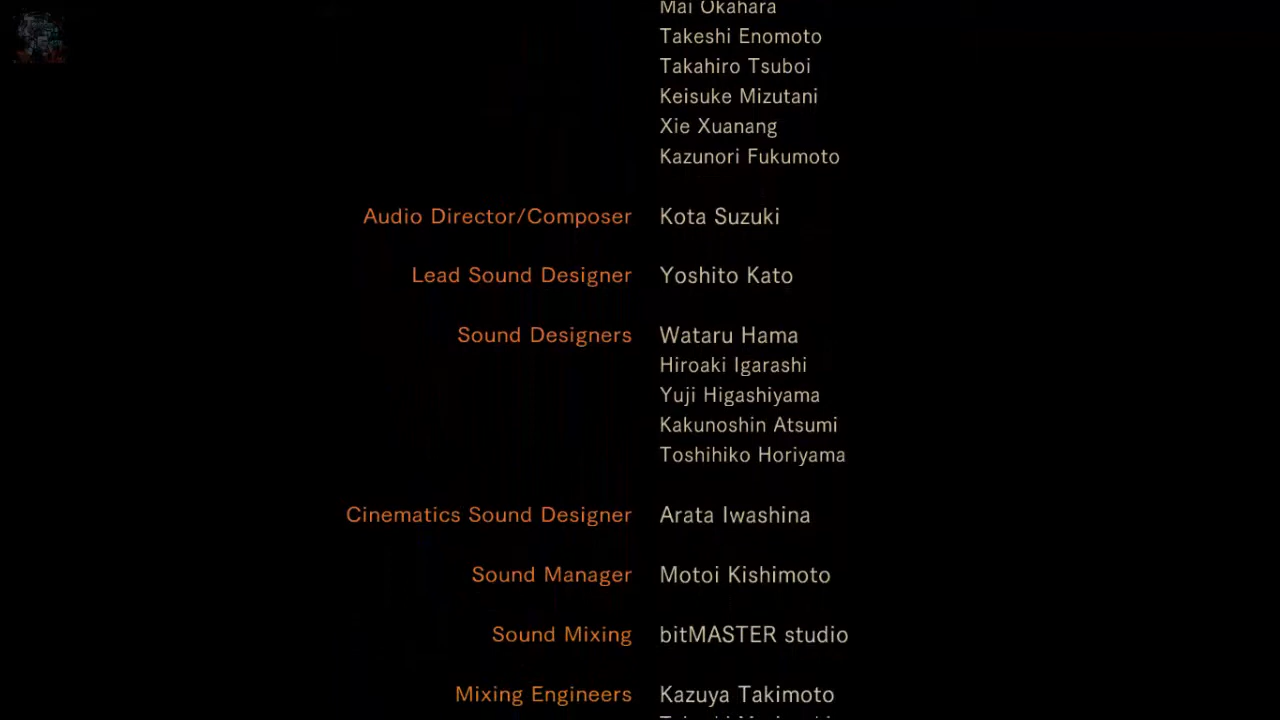 Mai Okahara
Takeshi Enomoto
Takahiro Tsuboi
Keisuke Mizutani
Xie Xuanang
Kazunori Fukumoto
Audio Director/Composer Kota Suzuki
Lead Sound Designer Yoshito Kato
Sound Designers Wataru Hama
Hiroaki Igarashi
Yuji Higashiyama
Kakunoshin Atsumi
Toshihiko Horiyama
Cinematics Sound Designer Arata Iwashina
Sound Manager Motoi Kishimoto
Sound Mixing bitMASTER studio
Mixing Engineers Kazuya Takimoto